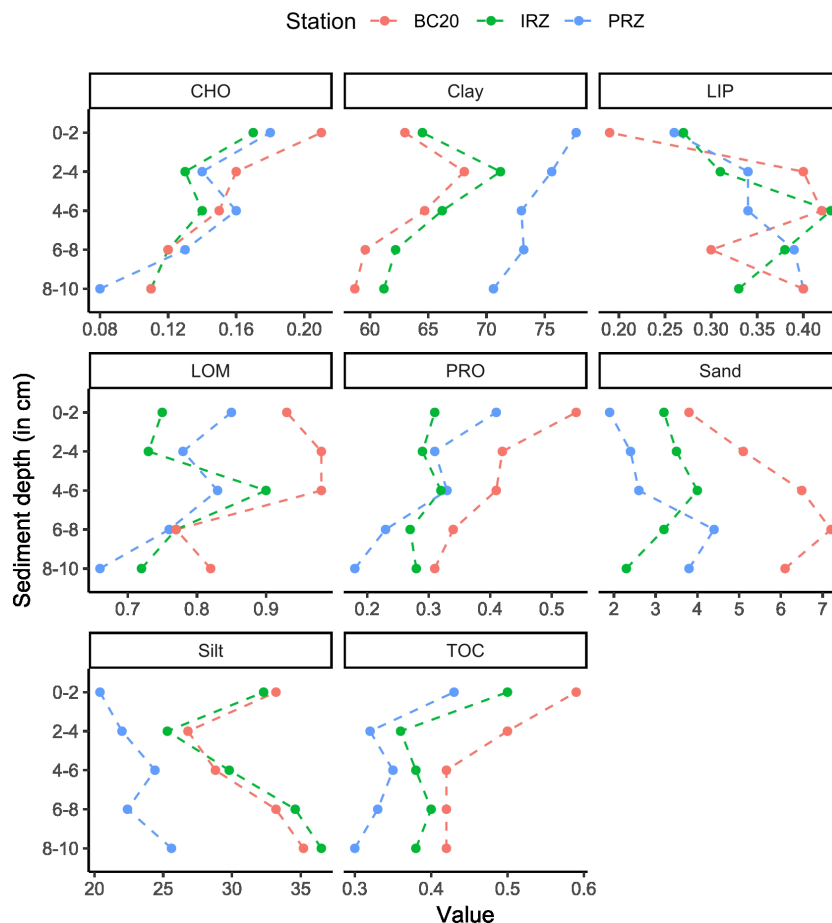 Station BC20 IRZ PRZ
CHO Clay LIP
0-2
2-4
4-6
6-8
8-10
0.08 0.12 0.16 0.20 60 65 70 75 0.20 0.25 0.30 0.35 0.40
LOM PRO Sand
0-2
2-4
4-6
6-8
8-10
0.7 0.8 0.9 0.2 0.3 0.4 0.5 2 3 4 5 6 7
Silt TOC
0-2
2-4
4-6
6-8
8-10
20 25 30 35 0.3 0.4 0.5 0.6
Sediment depth (in cm)
Value